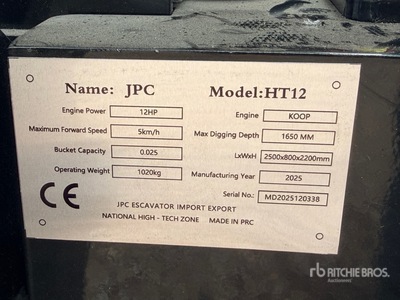 Name: JPC Model:HT12
Engine Power 12HP Engine KOOP
Maximum Forward Speed 5km/h Max Digging Depth 1650 MM
Bucket Capacity 0.025 LxWxH 2500x800x2200mm
Operating Weight 1020kg Manufacturing Year 2025
Serial No.: MD2025120338
CE
JPC ESCAVATOR IMPORT EXPORT
NATIONAL HIGH - TECH ZONE MADE IN PRC
rb RITCHIE BROS.
Auctioneers